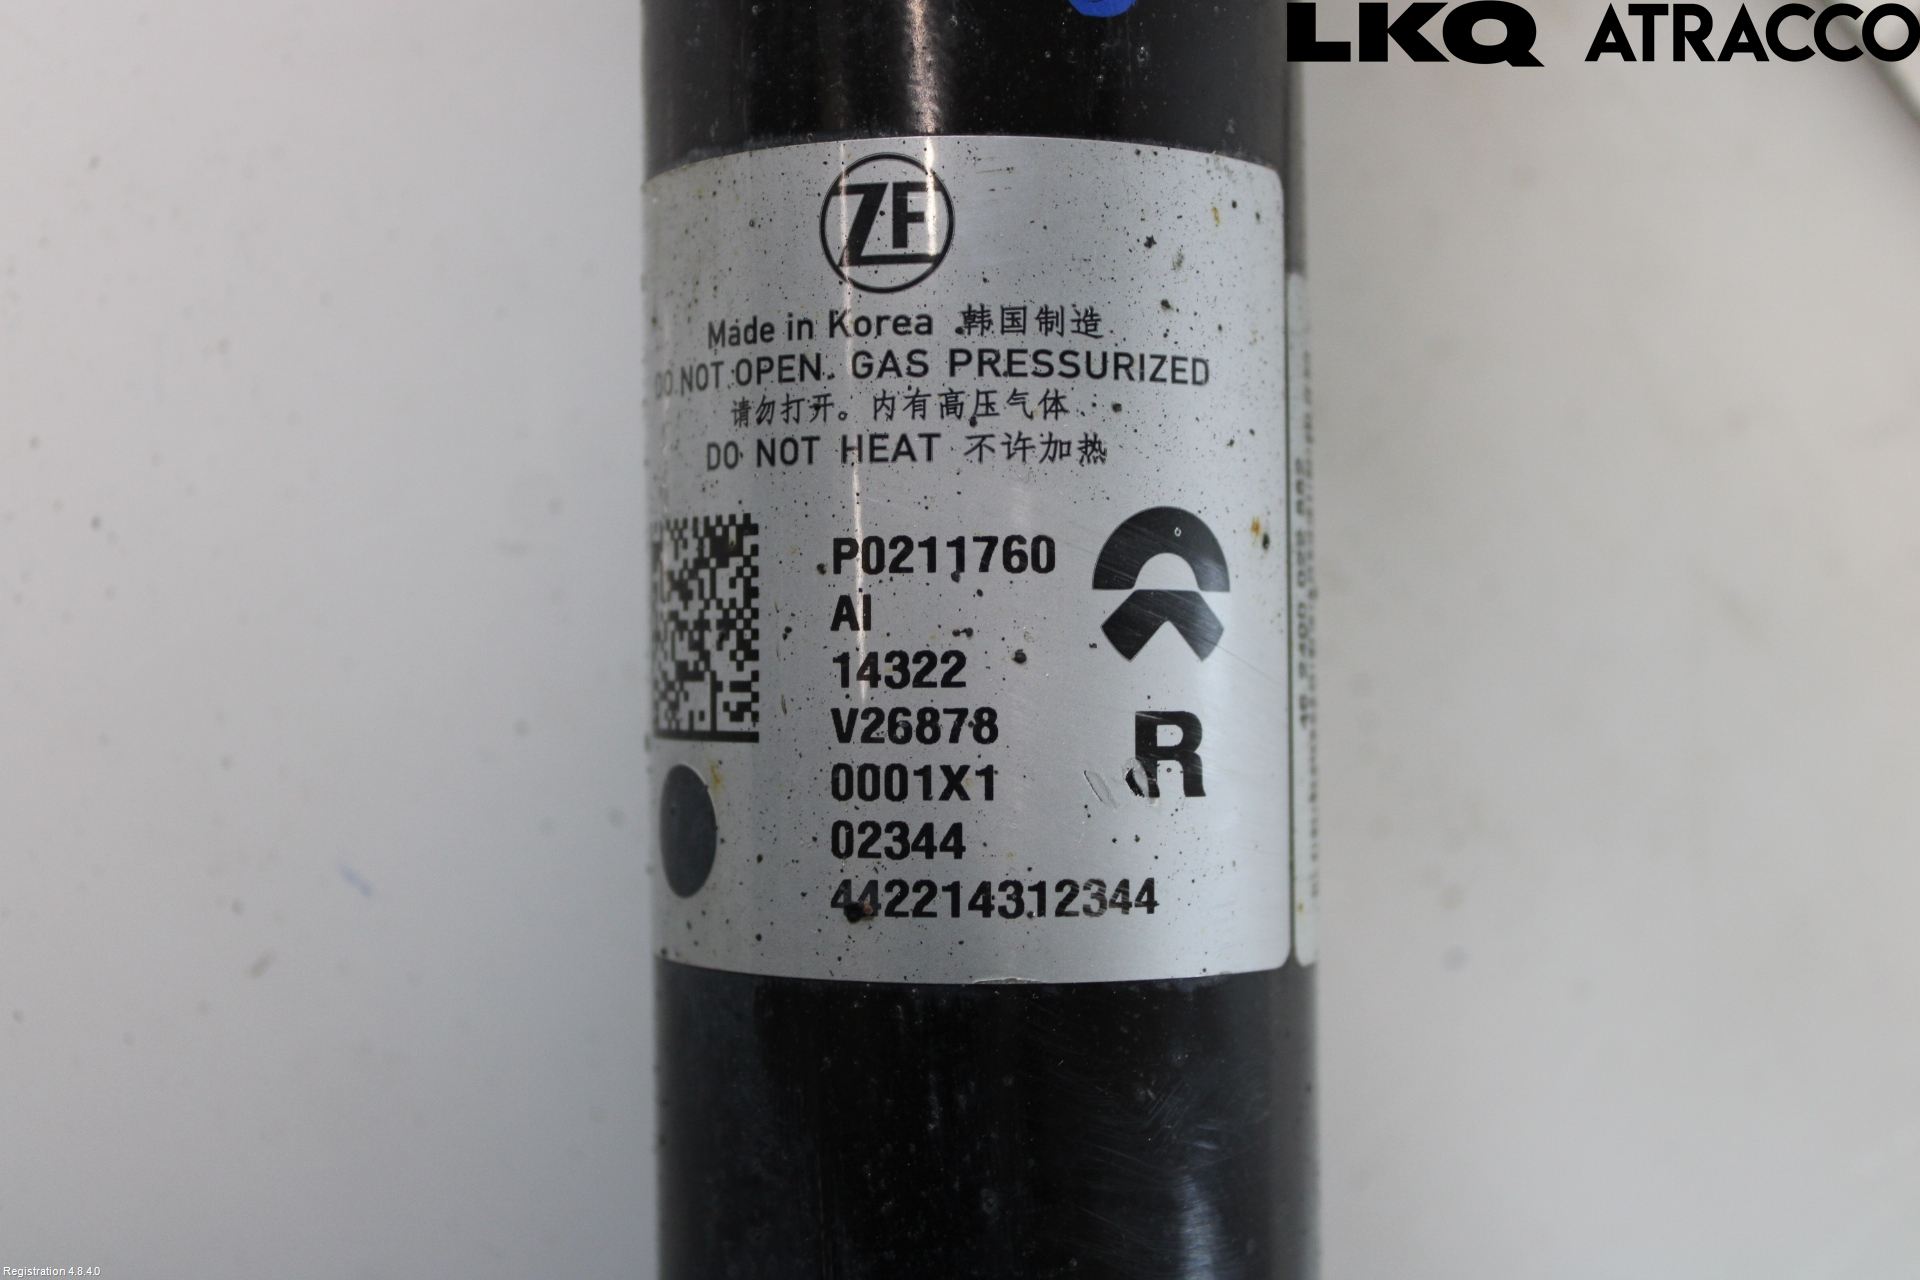 LKQ ATRACCO
ZF
Made in Korea 韩国制造
DO NOT OPEN. GAS PRESSURIZED
请勿打开。内有高压气体
DO NOT HEAT 不许加热
P0211760
AI
14322
V26878
0001X1
R
02344
442214312344
Registration 4.8.4.0